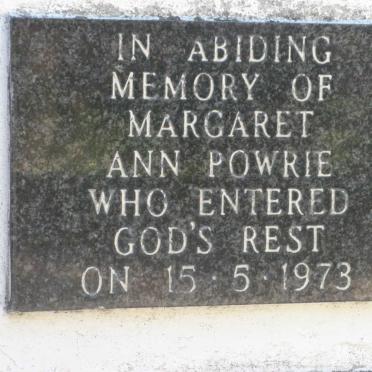 IN ABIDING
MEMORY OF
MARGARET
ANN POWRIE
WHO ENTERED
GOD'S REST
ON 15·5·1973